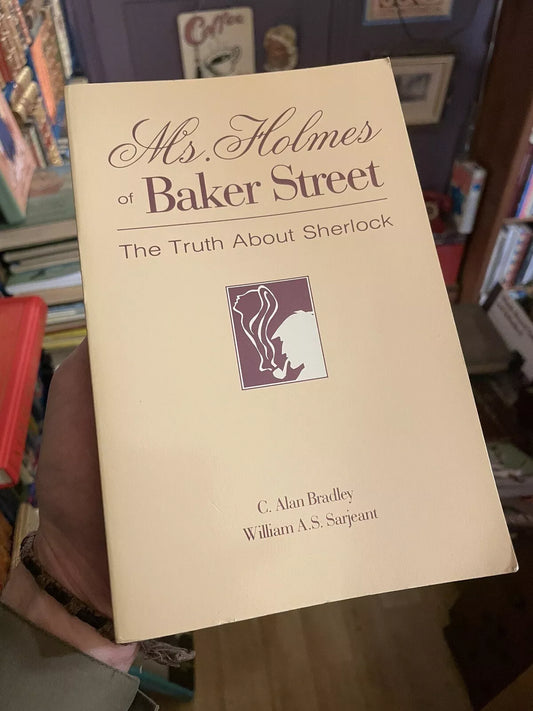 Coffee
Ms. Holmes
of Baker Street
The Truth About Sherlock
C. Alan Bradley
William A.S. Sarjeant